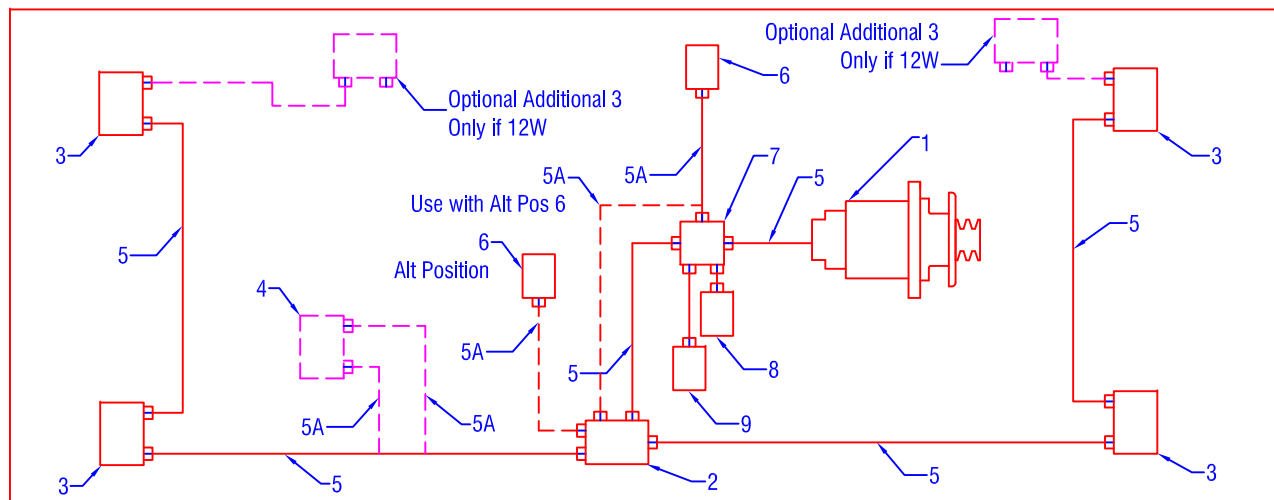 Optional Additional 3
Only if 12W
6
Optional Additional 3
Only if 12W
3
5A
5A
7
5
1
3
Use with Alt Pos 6
5
6
Alt Position
5
4
5A
5
8
9
5A
5A
3
5
2
5
3